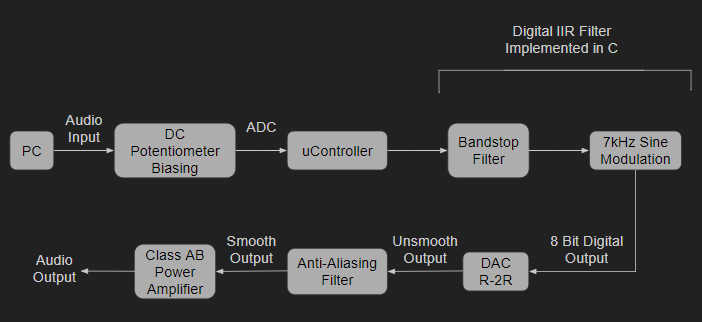 Digital IIR Filter
Implemented in C
Audio
Input
ADC
PC
DC
Potentiometer
Biasing
uController
Bandstop
Filter
7kHz Sine
Modulation
8 Bit Digital
Output
DAC
R-2R
Unsmooth
Output
Anti-Aliasing
Filter
Smooth
Output
Class AB
Power
Amplifier
Audio
Output